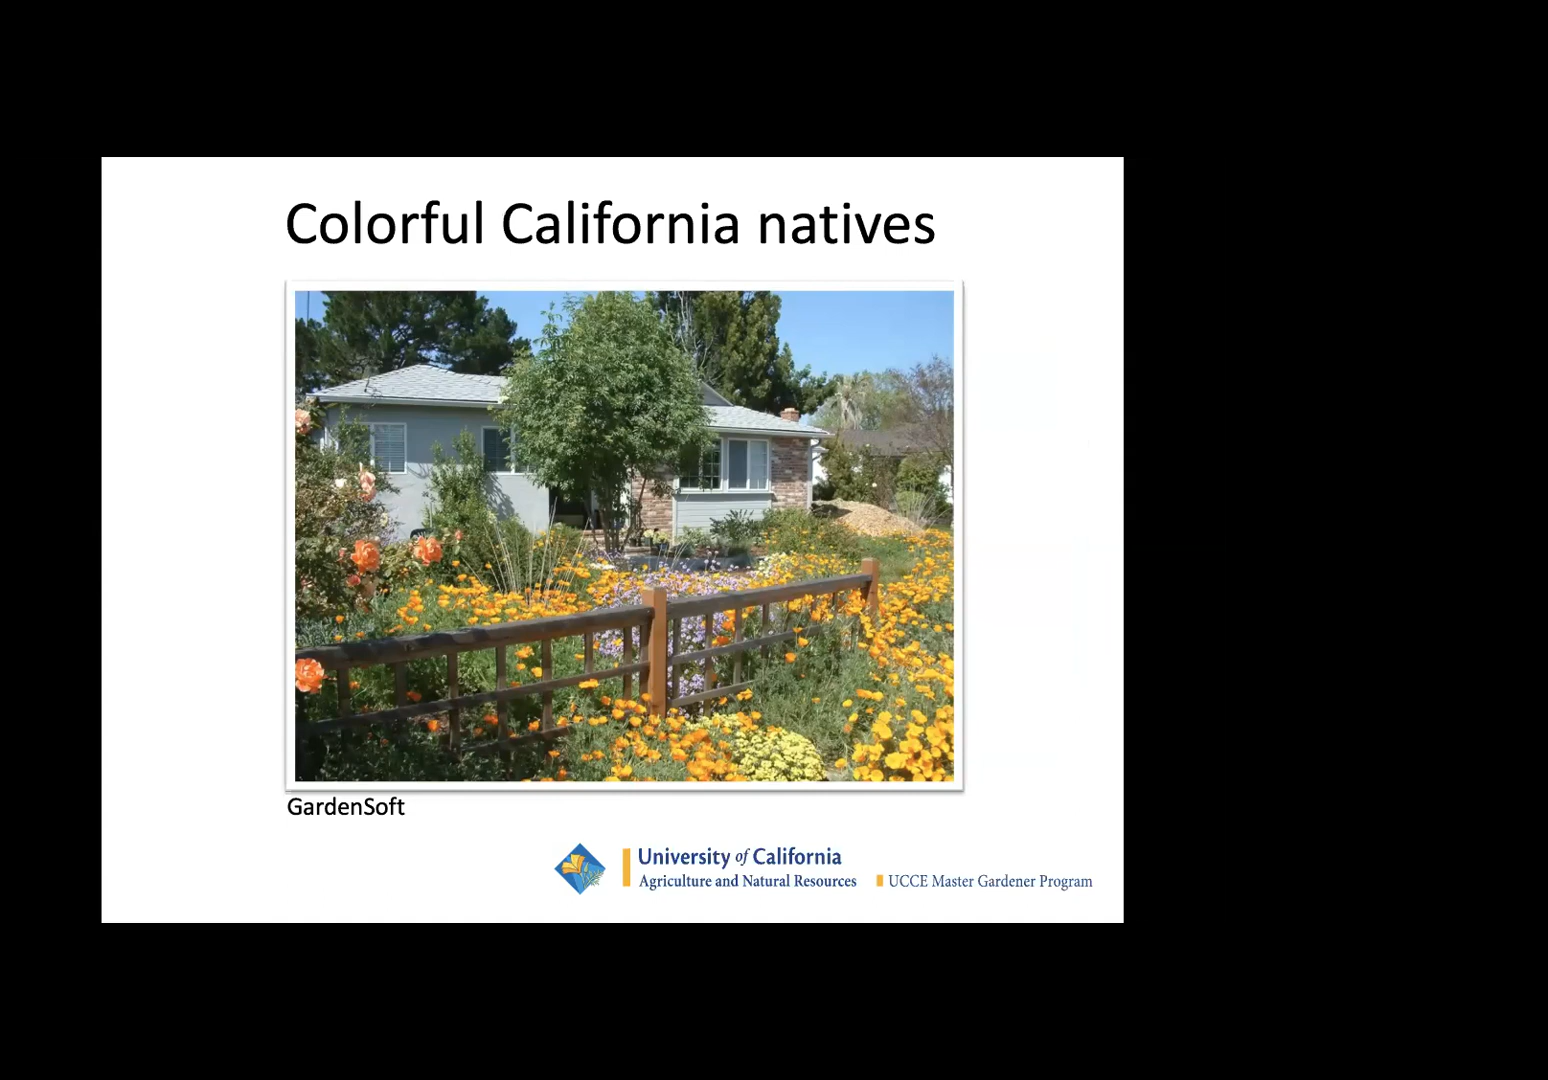 Colorful California natives
GardenSoft
University of California
Agriculture and Natural Resources
UCCE Master Gardener Program